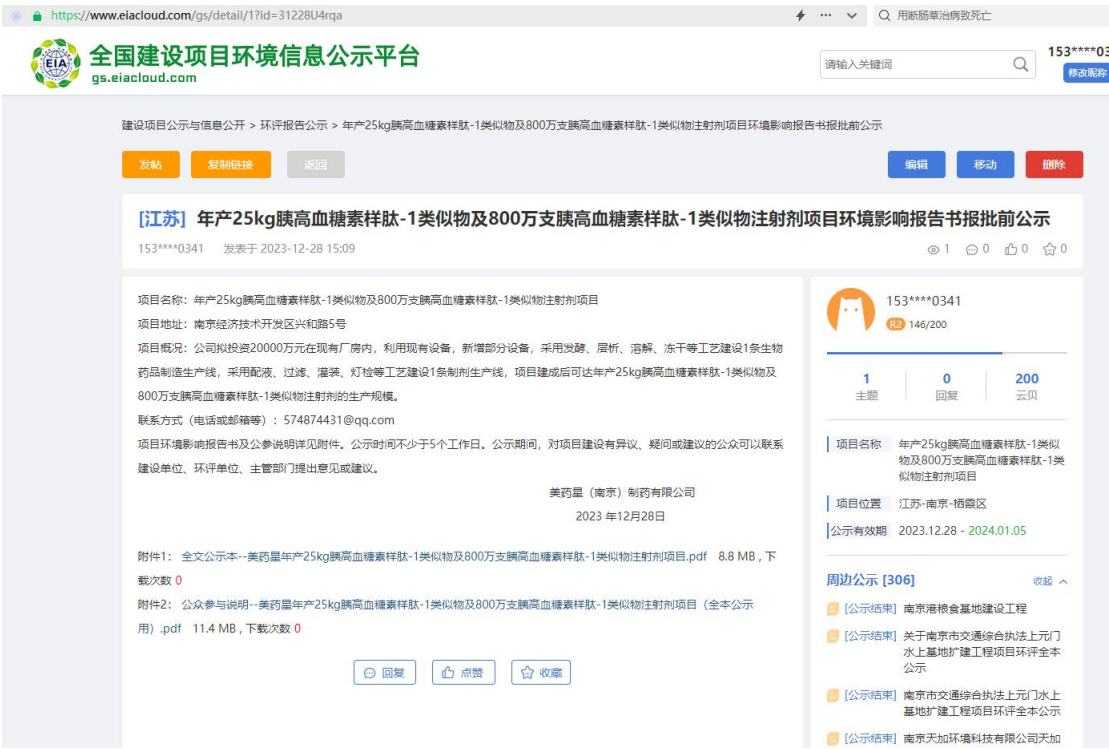 https://www.eiacloud.com/gs/detail/1?id=31228U4rqa
用断肠草治病致死亡
EIA
全国建设项目环境信息公示平台
gs.eiacloud.com
请输入关键词
153****03
修改昵称
建设项目公示与信息公开 > 环评报告公示 > 年产25kg胰高血糖素样肽-1类似物及800万支胰高血糖素样肽-1类似物注射剂项目环境影响报告书报批前公示
发帖 复制链接 返回 编辑 移动 删除
[江苏] 年产25kg胰高血糖素样肽-1类似物及800万支胰高血糖素样肽-1类似物注射剂项目环境影响报告书报批前公示
153****0341 发表于 2023-12-28 15:09
1 0 0 0
项目名称：年产25kg胰高血糖素样肽-1类似物及800万支胰高血糖素样肽-1类似物注射剂项目
项目地址：南京经济技术开发区兴和路5号
项目概况：公司拟投资20000万元在现有厂房内，利用现有设备，新增部分设备，采用发酵、层析、溶解、冻干等工艺建设1条生物
药品制造生产线，采用配液、过滤、灌装、灯检等工艺建设1条制剂生产线，项目建成后可达年产25kg胰高血糖素样肽-1类似物及
800万支胰高血糖素样肽-1类似物注射剂的生产规模。
联系方式（电话或邮箱等）：574874431@qq.com
项目环境影响报告书及公参说明详见附件。公示时间不少于5个工作日。公示期间，对项目建设有异议、疑问或建议的公众可以联系
建设单位、环评单位、主管部门提出意见或建议。
美药星（南京）制药有限公司
2023 年12月28日
附件1： 全文公示本--美药星年产25kg胰高血糖素样肽-1类似物及800万支胰高血糖素样肽-1类似物注射剂项目.pdf 8.8 MB , 下
载次数 0
附件2： 公众参与说明--美药星年产25kg胰高血糖素样肽-1类似物及800万支胰高血糖素样肽-1类似物注射剂项目（全本公示
用）.pdf 11.4 MB , 下载次数 0
回复 点赞 收藏
153****0341
R2 146/200
1 0 200
主题 回复 云贝
项目名称 年产25kg胰高血糖素样肽-1类似
物及800万支胰高血糖素样肽-1类
似物注射剂项目
项目位置 江苏-南京-栖霞区
公示有效期 2023.12.28 - 2024.01.05
周边公示 [306] 收起
[公示结束] 南京港粮食基地建设工程
[公示结束] 关于南京市交通综合执法上元门
水上基地扩建工程项目环评全本
公示
[公示结束] 南京市交通综合执法上元门水上
基地扩建工程项目环评全本公示
[公示结束] 南京天加环境科技有限公司天加